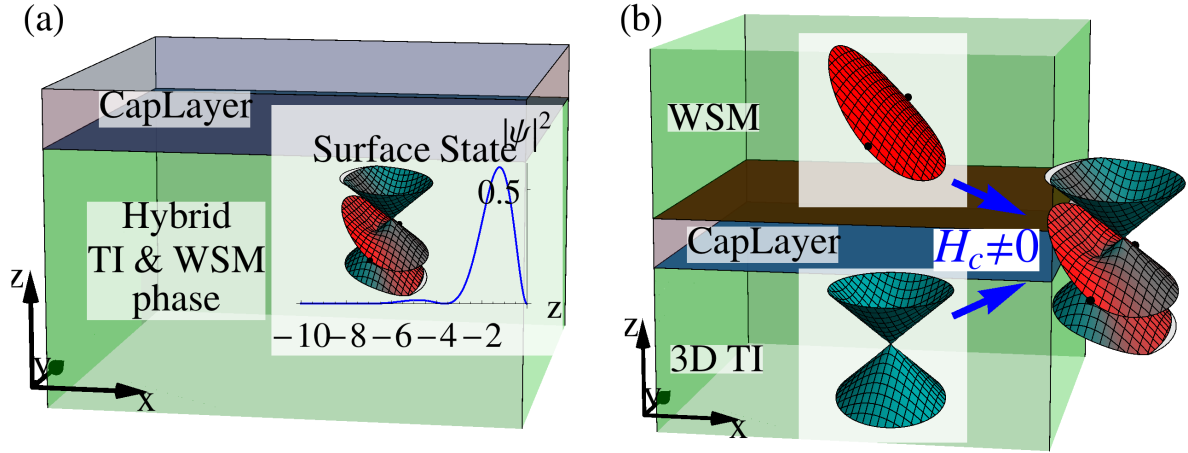 (a)
CapLayer
|ψ|²
Surface State
0.5
Hybrid
TI & WSM
phase
z
−10−8 −6 −4 −2
z
y
x
(b)
WSM
CapLayer
H_c≠0
3D TI
z
y
x